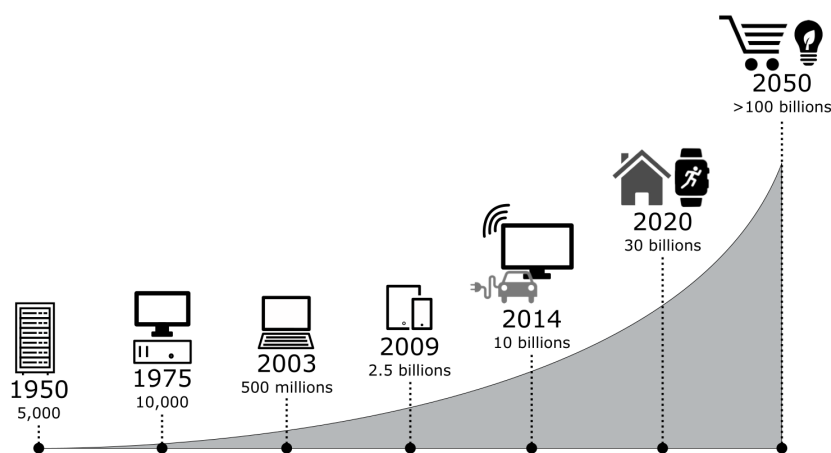 1950
5,000
1975
10,000
2003
500 millions
2009
2.5 billions
2014
10 billions
2020
30 billions
2050
>100 billions